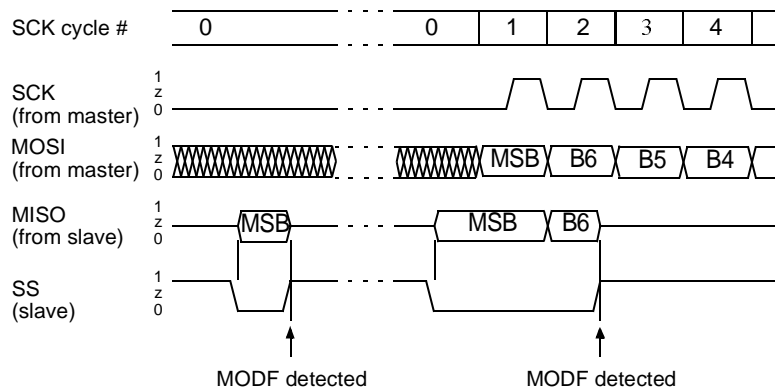 SCK cycle # 0 0 1 2 3 4
SCK
(from master)
1
z
0
MOSI
(from master)
1
z
0
MSB B6 B5 B4
MISO
(from slave)
1
z
0
MSB MSB B6
SS
(slave)
1
z
0
MODF detected MODF detected